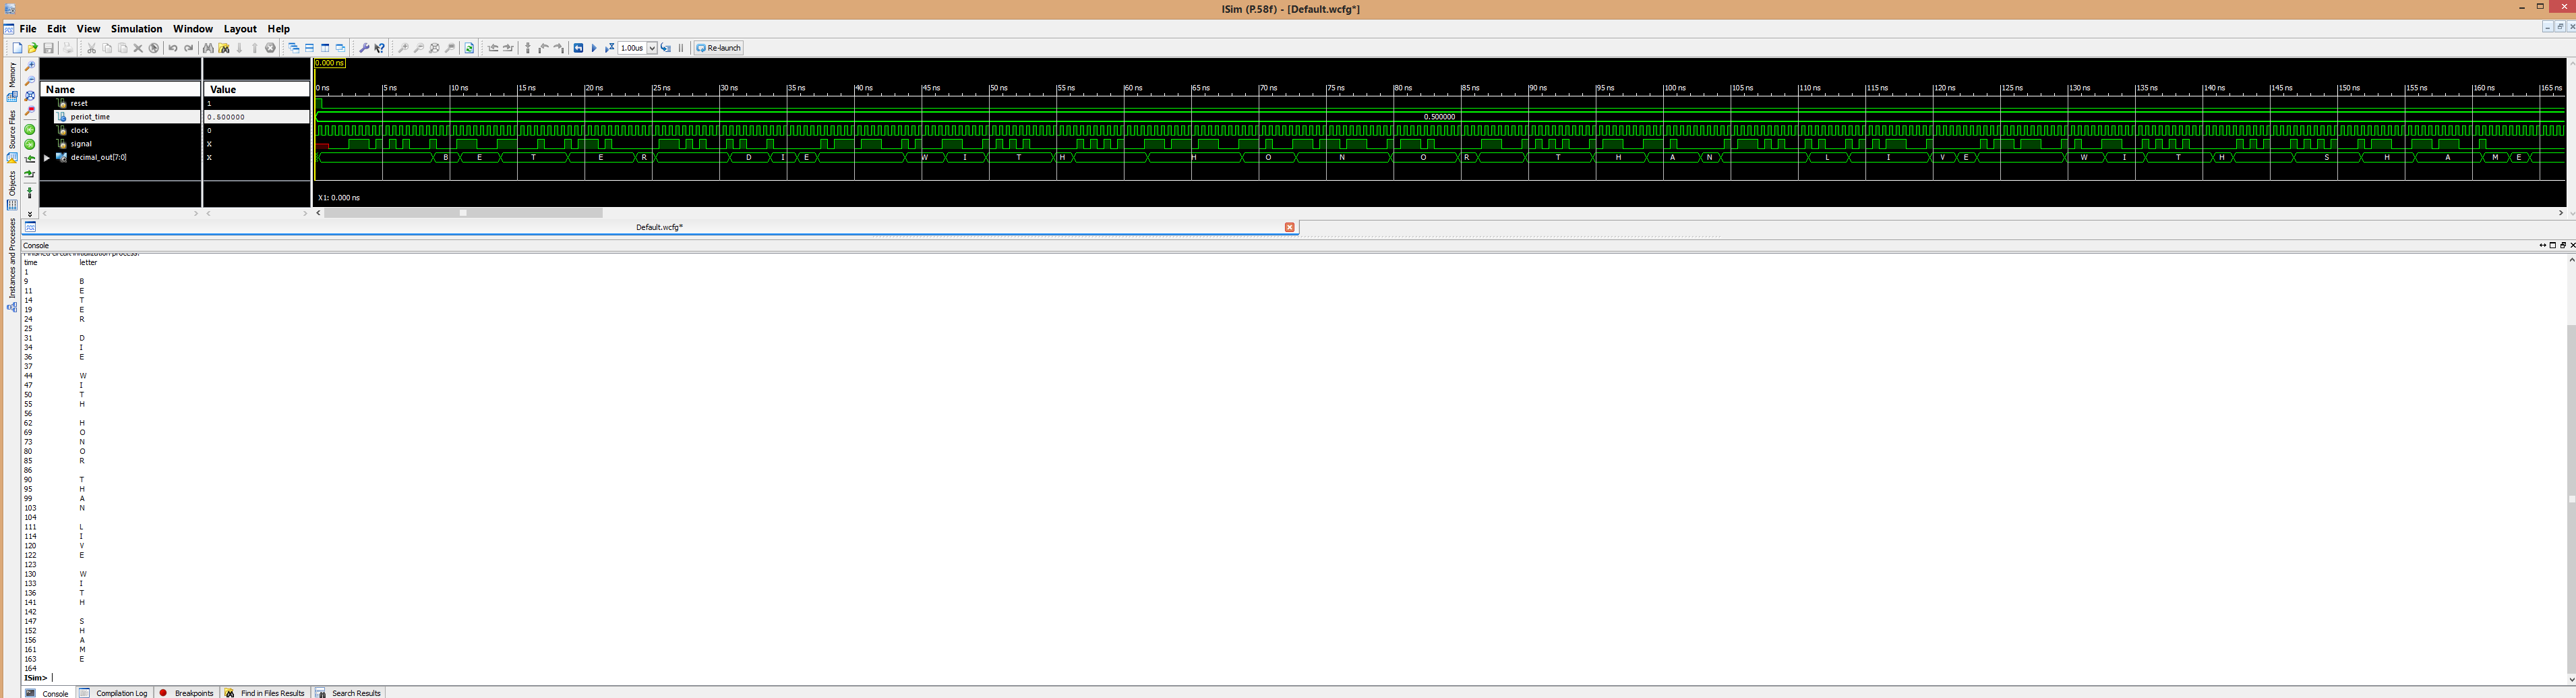 ISim (P.58f) - [Default.wcfg*]
File Edit View Simulation Window Layout Help
1.00us Re-launch
Memory
Source Files
Objects
Instances and Processes
0.000 ns
Name Value
0 ns 5 ns 10 ns 15 ns 20 ns 25 ns 30 ns 35 ns 40 ns 45 ns 50 ns 55 ns 60 ns 65 ns 70 ns 75 ns 80 ns 85 ns 90 ns 95 ns 100 ns 105 ns 110 ns 115 ns 120 ns 125 ns 130 ns 135 ns 140 ns 145 ns 150 ns 155 ns 160 ns 165 ns
reset 1
periot_time 0.500000 0.500000
clock 0
signal X
decimal_out[7:0] X B E T E R D I E W I T H H O N O R T H A N L I V E W I T H S H A M E
X1: 0.000 ns
Default.wcfg*
Console
Finished circuit initialization process.
time letter
1
9 B
11 E
14 T
19 E
24 R
25
31 D
34 I
36 E
37
44 W
47 I
50 T
55 H
56
62 H
69 O
73 N
80 O
85 R
86
90 T
95 H
99 A
103 N
104
111 L
114 I
120 V
122 E
123
130 W
133 I
136 T
141 H
142
147 S
152 H
156 A
161 M
163 E
164
ISim>
Console Compilation Log Breakpoints Find in Files Results Search Results